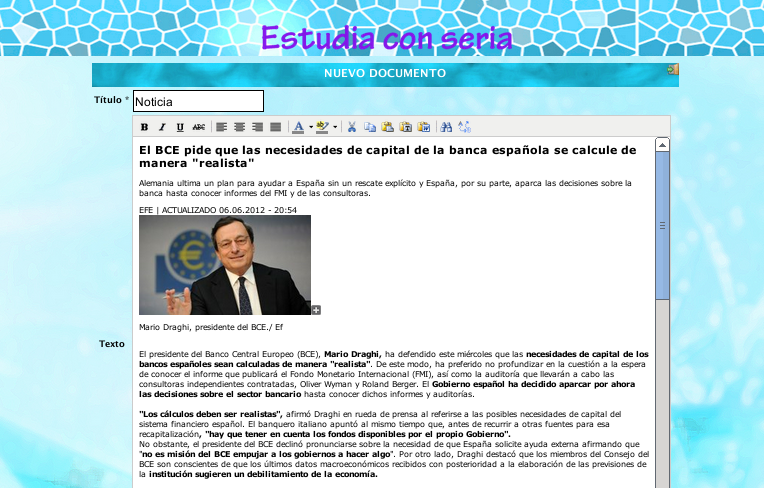 Estudia con seria
NUEVO DOCUMENTO
Título *
Noticia
B I U ABC
A
El BCE pide que las necesidades de capital de la banca española se calcule de
manera "realista"
Alemania ultima un plan para ayudar a España sin un rescate explícito y España, por su parte, aparca las decisiones sobre la
banca hasta conocer informes del FMI y de las consultoras.
EFE | ACTUALIZADO 06.06.2012 - 20:54
Mario Draghi, presidente del BCE./ Ef
Texto
El presidente del Banco Central Europeo (BCE), Mario Draghi, ha defendido este miércoles que las necesidades de capital de los
bancos españoles sean calculadas de manera "realista". De este modo, ha preferido no profundizar en la cuestión a la espera
de conocer el informe que publicará el Fondo Monetario Internacional (FMI), así como la auditoría que llevarán a cabo las
consultoras independientes contratadas, Oliver Wyman y Roland Berger. El Gobierno español ha decidido aparcar por ahora
las decisiones sobre el sector bancario hasta conocer dichos informes y auditorías.
"Los cálculos deben ser realistas", afirmó Draghi en rueda de prensa al referirse a las posibles necesidades de capital del
sistema financiero español. El banquero italiano apuntó al mismo tiempo que, antes de recurrir a otras fuentes para esa
recapitalización, "hay que tener en cuenta los fondos disponibles por el propio Gobierno".
No obstante, el presidente del BCE declinó pronunciarse sobre la necesidad de que España solicite ayuda externa afirmando que
"no es misión del BCE empujar a los gobiernos a hacer algo". Por otro lado, Draghi destacó que los miembros del Consejo del
BCE son conscientes de que los últimos datos macroeconómicos recibidos con posterioridad a la elaboración de las previsiones de
la institución sugieren un debilitamiento de la economía.